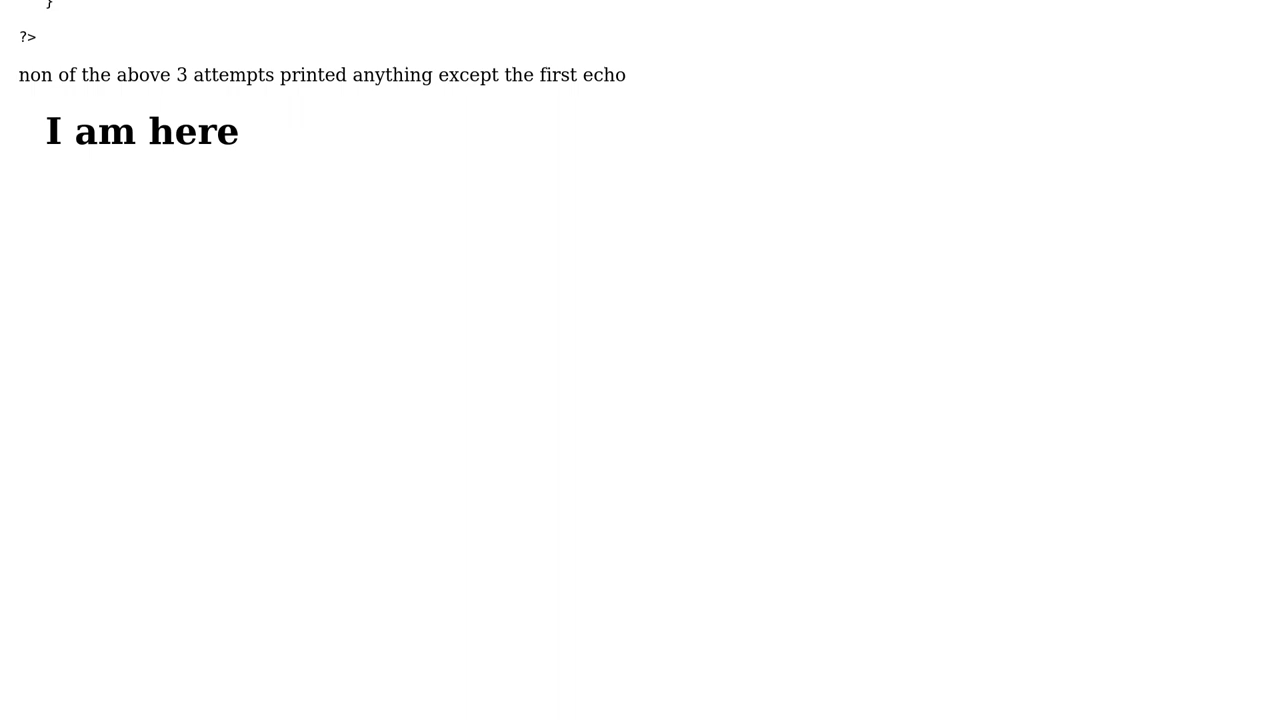 }
?>
non of the above 3 attempts printed anything except the first echo
I am here